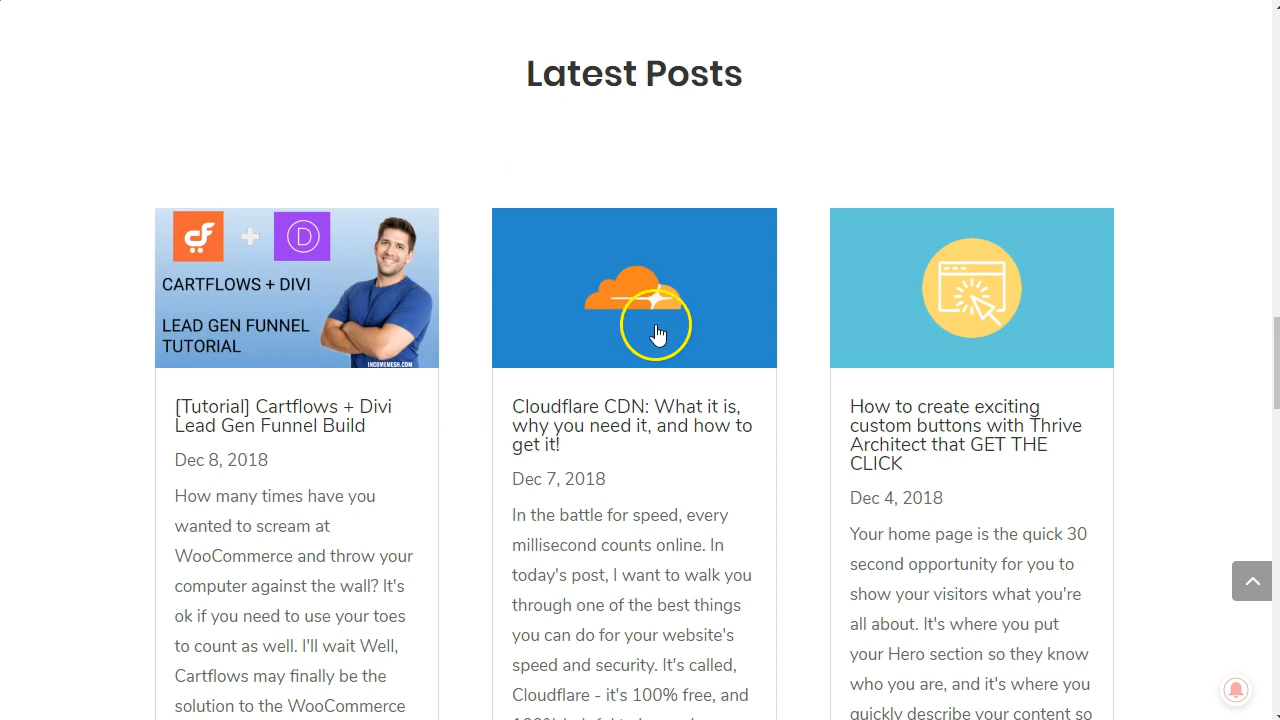 Latest Posts
CARTFLOWS + DIVI
LEAD GEN FUNNEL
TUTORIAL
INCOMEMESH.COM
[Tutorial] Cartflows + Divi
Lead Gen Funnel Build
Dec 8, 2018
How many times have you
wanted to scream at
WooCommerce and throw your
computer against the wall? It's
ok if you need to use your toes
to count as well. I'll wait Well,
Cartflows may finally be the
solution to the WooCommerce
Cloudflare CDN: What it is,
why you need it, and how to
get it!
Dec 7, 2018
In the battle for speed, every
millisecond counts online. In
today's post, I want to walk you
through one of the best things
you can do for your website's
speed and security. It's called,
Cloudflare - it's 100% free, and
How to create exciting
custom buttons with Thrive
Architect that GET THE
CLICK
Dec 4, 2018
Your home page is the quick 30
second opportunity for you to
show your visitors what you're
all about. It's where you put
your Hero section so they know
who you are, and it's where you
quickly describe your content so